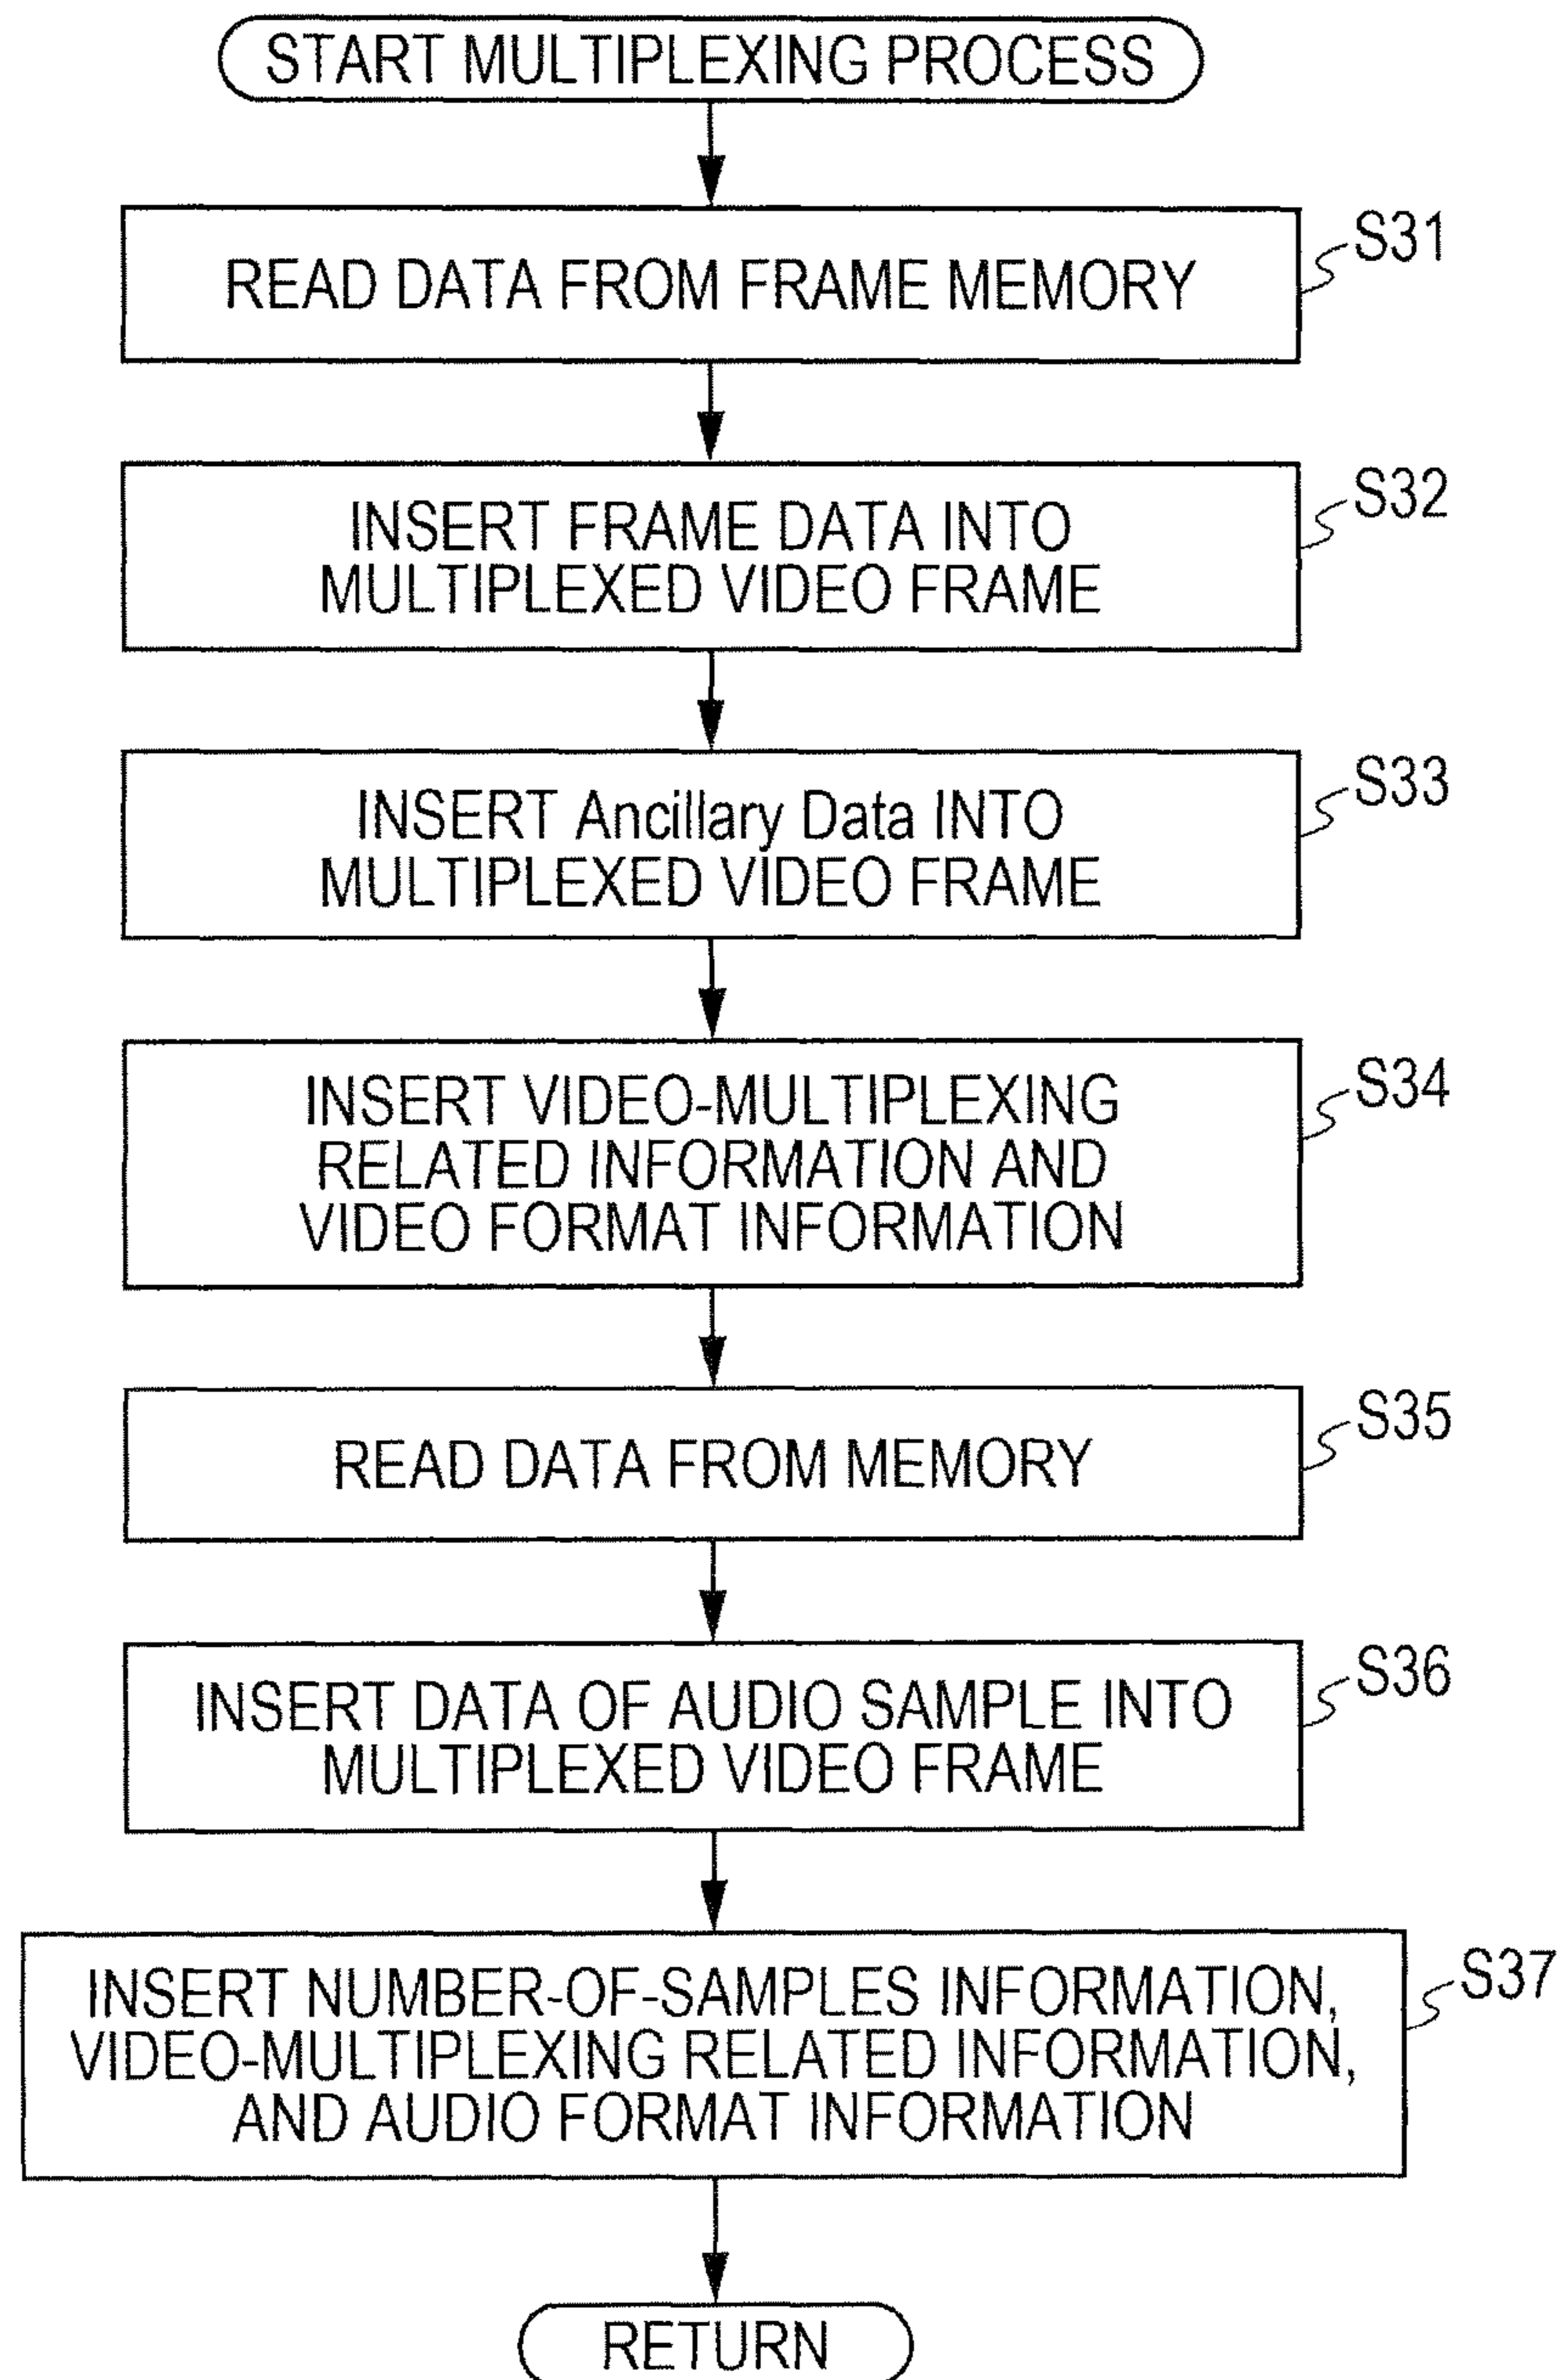 START MULTIPLEXING PROCESS
S31
READ DATA FROM FRAME MEMORY
S32
INSERT FRAME DATA INTO
MULTIPLEXED VIDEO FRAME
S33
INSERT Ancillary Data INTO
MULTIPLEXED VIDEO FRAME
S34
INSERT VIDEO-MULTIPLEXING
RELATED INFORMATION AND
VIDEO FORMAT INFORMATION
S35
READ DATA FROM MEMORY
S36
INSERT DATA OF AUDIO SAMPLE INTO
MULTIPLEXED VIDEO FRAME
S37
INSERT NUMBER-OF-SAMPLES INFORMATION,
VIDEO-MULTIPLEXING RELATED INFORMATION,
AND AUDIO FORMAT INFORMATION
RETURN